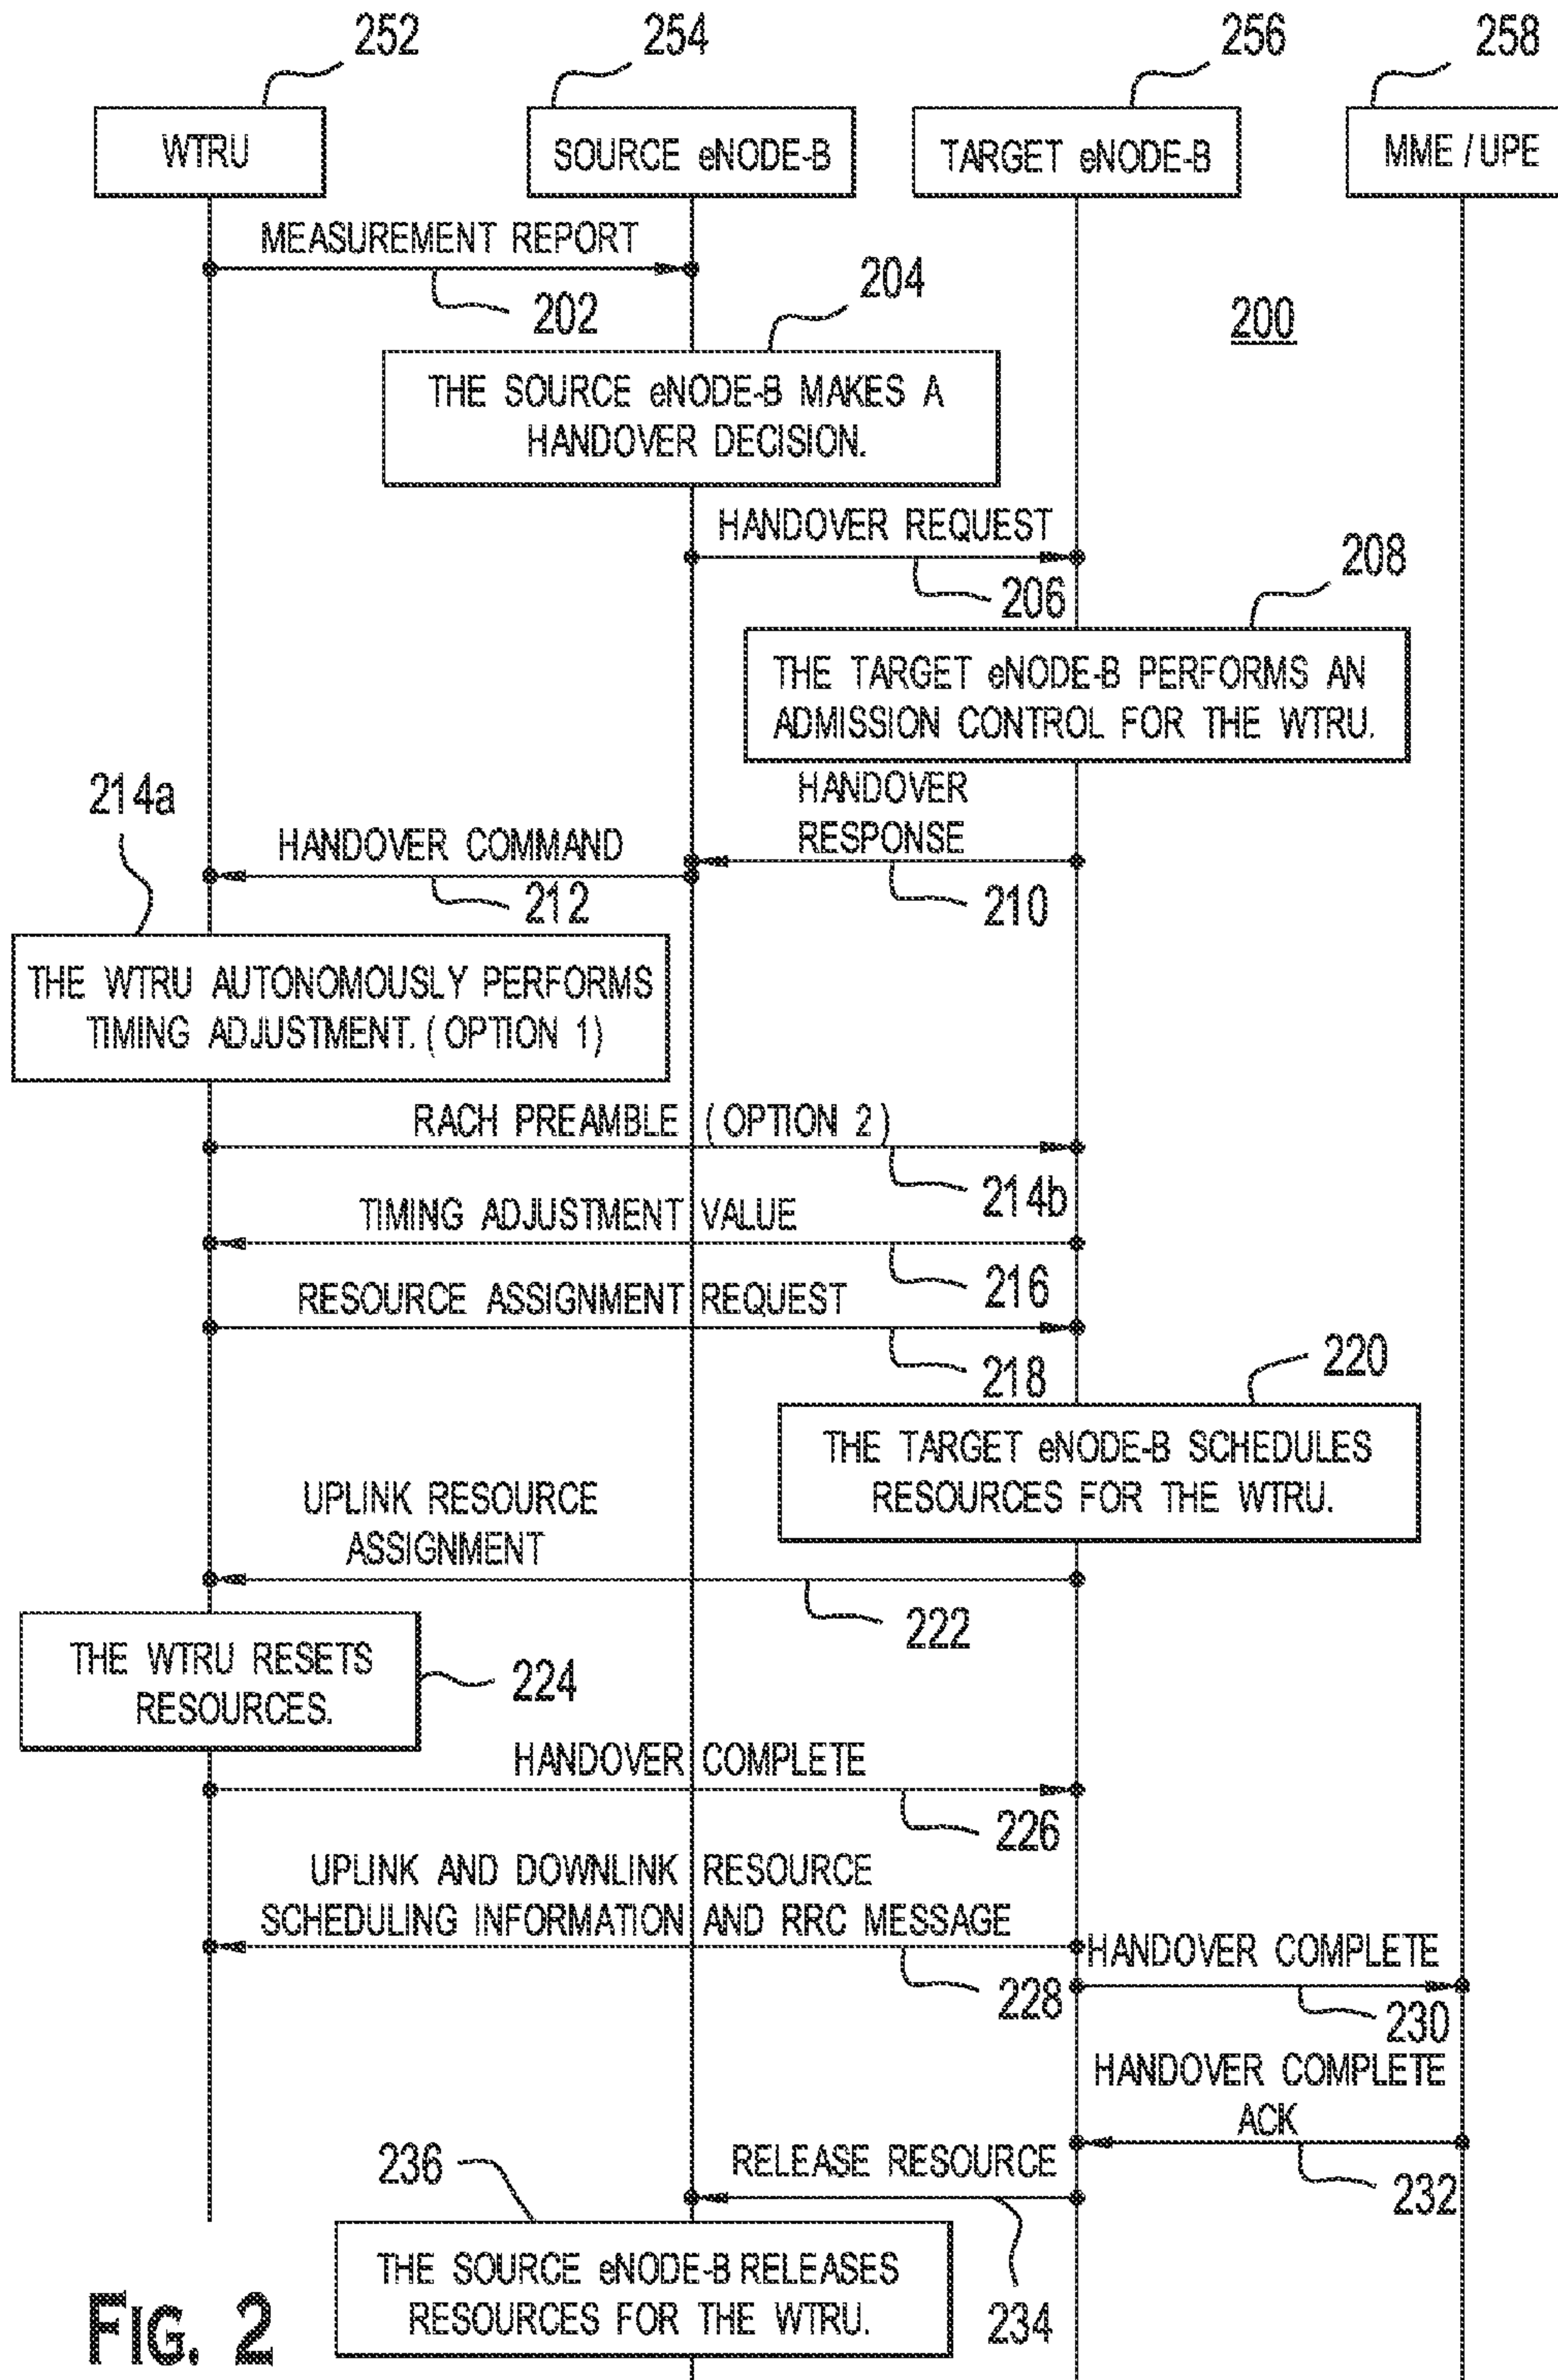 252
254
256
258
WTRU
SOURCE eNODE-B
TARGET eNODE-B
MME / UPE
MEASUREMENT REPORT
202
204
200
THE SOURCE eNODE-B MAKES A
HANDOVER DECISION.
HANDOVER REQUEST
206
208
THE TARGET eNODE-B PERFORMS AN
ADMISSION CONTROL FOR THE WTRU.
HANDOVER
RESPONSE
210
214a
HANDOVER COMMAND
212
THE WTRU AUTONOMOUSLY PERFORMS
TIMING ADJUSTMENT. ( OPTION 1)
RACH PREAMBLE ( OPTION 2 )
214b
TIMING ADJUSTMENT VALUE
216
RESOURCE ASSIGNMENT REQUEST
218
220
THE TARGET eNODE-B SCHEDULES
RESOURCES FOR THE WTRU.
UPLINK RESOURCE
ASSIGNMENT
222
THE WTRU RESETS
RESOURCES.
224
HANDOVER COMPLETE
226
UPLINK AND DOWNLINK RESOURCE
SCHEDULING INFORMATION AND RRC MESSAGE
228
HANDOVER COMPLETE
230
HANDOVER COMPLETE
ACK
232
RELEASE RESOURCE
234
236
THE SOURCE eNODE-B RELEASES
RESOURCES FOR THE WTRU.
FIG. 2